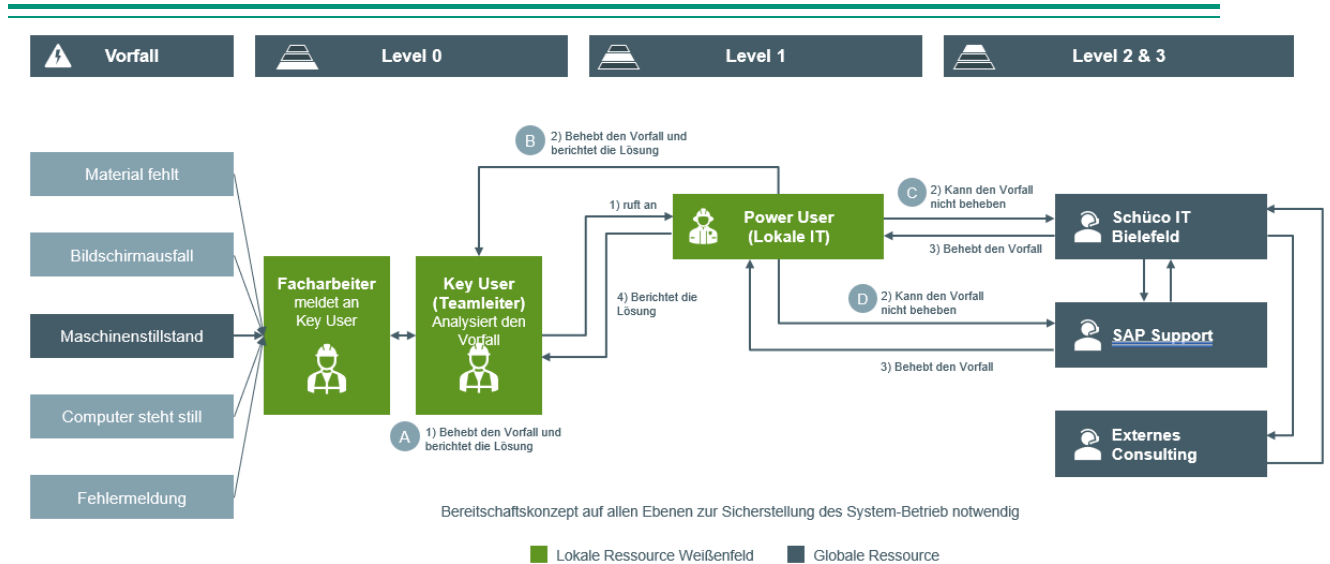 Vorfall
Level 0
Level 1
Level 2 & 3
Material fehlt
Bildschirmausfall
Maschinenstillstand
Computer steht still
Fehlermeldung
Facharbeiter
meldet an
Key User
Key User
(Teamleiter)
Analysiert den
Vorfall
A
1) Behebt den Vorfall und
berichtet die Lösung
B
2) Behebt den Vorfall und
berichtet die Lösung
1) ruft an
4) Berichtet die
Lösung
Power User
(Lokale IT)
C
2) Kann den Vorfall
nicht beheben
3) Behebt den Vorfall
D
2) Kann den Vorfall
nicht beheben
3) Behebt den Vorfall
Schüco IT
Bielefeld
SAP Support
Externes
Consulting
Bereitschaftskonzept auf allen Ebenen zur Sicherstellung des System-Betrieb notwendig
Lokale Ressource Weißenfeld
Globale Ressource